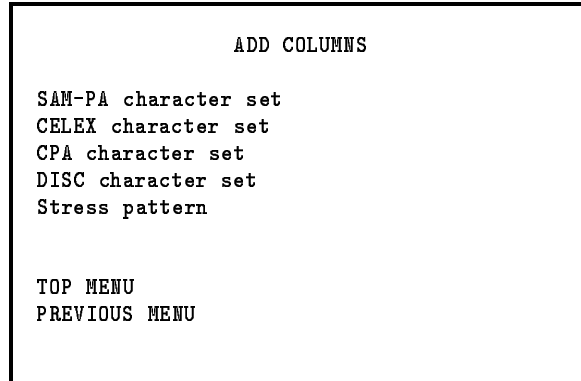 ADD COLUMNS
SAM-PA character set
CELEX character set
CPA character set
DISC character set
Stress pattern
TOP MENU
PREVIOUS MENU